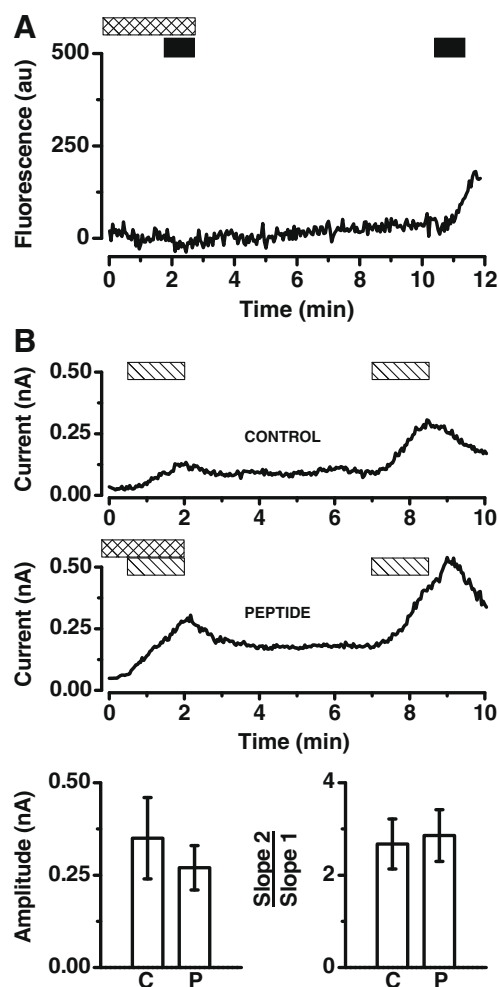 A
Fluorescence (au)
500
250
0
0 2 4 6 8 10 12
Time (min)
B
Current (nA)
0.50
0.25
0.00
CONTROL
0 2 4 6 8 10
Current (nA)
0.50
0.25
0.00
PEPTIDE
0 2 4 6 8 10
Time (min)
Amplitude (nA)
0.50
0.25
0.00
C P
Slope 2
Slope 1
4
2
0
C P